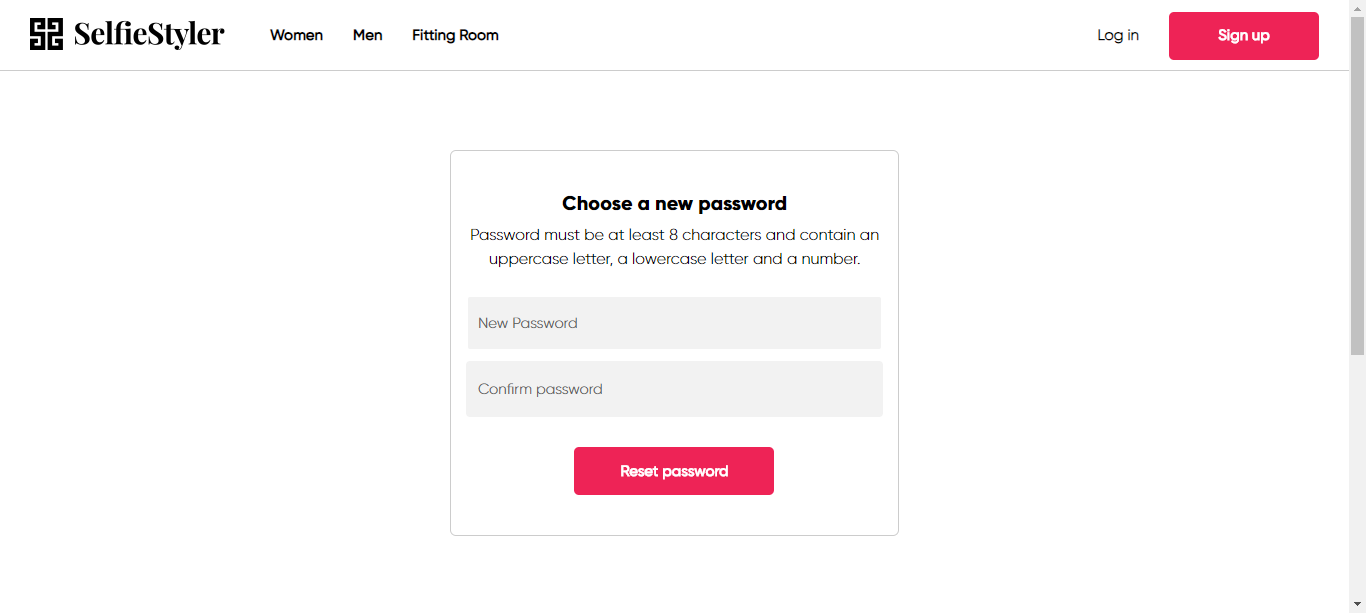 SelfieStyler
Women
Men
Fitting Room
Log in
Sign up
Choose a new password
Password must be at least 8 characters and contain an
uppercase letter, a lowercase letter and a number.
New Password
Confirm password
Reset password